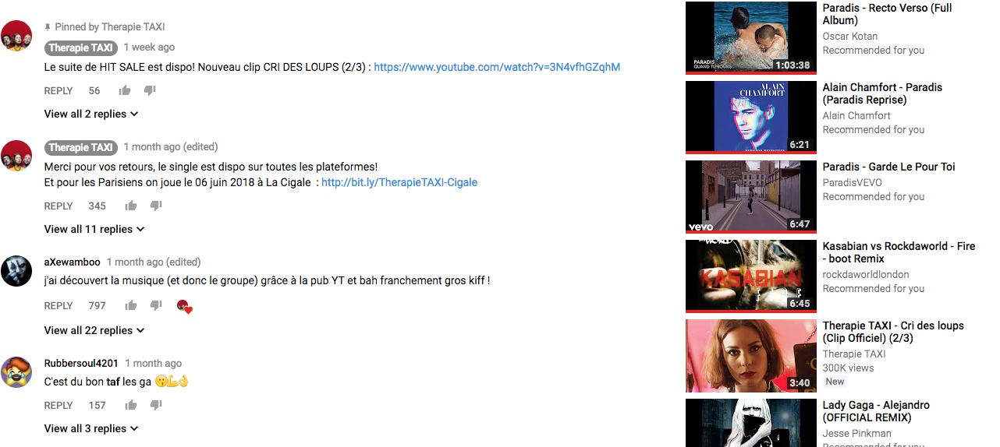 Pinned by Therapie TAXI
Therapie TAXI 1 week ago
Le suite de HIT SALE est dispo! Nouveau clip CRI DES LOUPS (2/3) : https://www.youtube.com/watch?v=3N4vfhGZqhM
REPLY 56
View all 2 replies
Therapie TAXI 1 month ago (edited)
Merci pour vos retours, le single est dispo sur toutes les plateformes!
Et pour les Parisiens on joue le 06 juin 2018 à La Cigale : http://bit.ly/TherapieTAXI-Cigale
REPLY 345
View all 11 replies
aXewamboo 1 month ago (edited)
j'ai découvert la musique (et donc le groupe) grâce à la pub YT et bah franchement gros kiff !
REPLY 797
View all 22 replies
Rubbersoul4201 1 month ago
C'est du bon taf les ga 🤭💪👌
REPLY 157
View all 3 replies
PARADIS
QUAND TU SOURIS
1:03:38
Paradis - Recto Verso (Full
Album)
Oscar Kotan
Recommended for you
ALAIN
CHAMFORT
6:21
Alain Chamfort - Paradis
(Paradis Reprise)
Alain Chamfort
Recommended for you
vevo
6:47
Paradis - Garde Le Pour Toi
ParadisVEVO
Recommended for you
KASABIAN
6:45
Kasabian vs Rockdaworld - Fire
- boot Remix
rockdaworldlondon
Recommended for you
3:40
Therapie TAXI - Cri des loups
(Clip Officiel) (2/3)
Therapie TAXI
300K views
New
Lady Gaga - Alejandro
(OFFICIAL REMIX)
Jesse Pinkman
Recommended for you